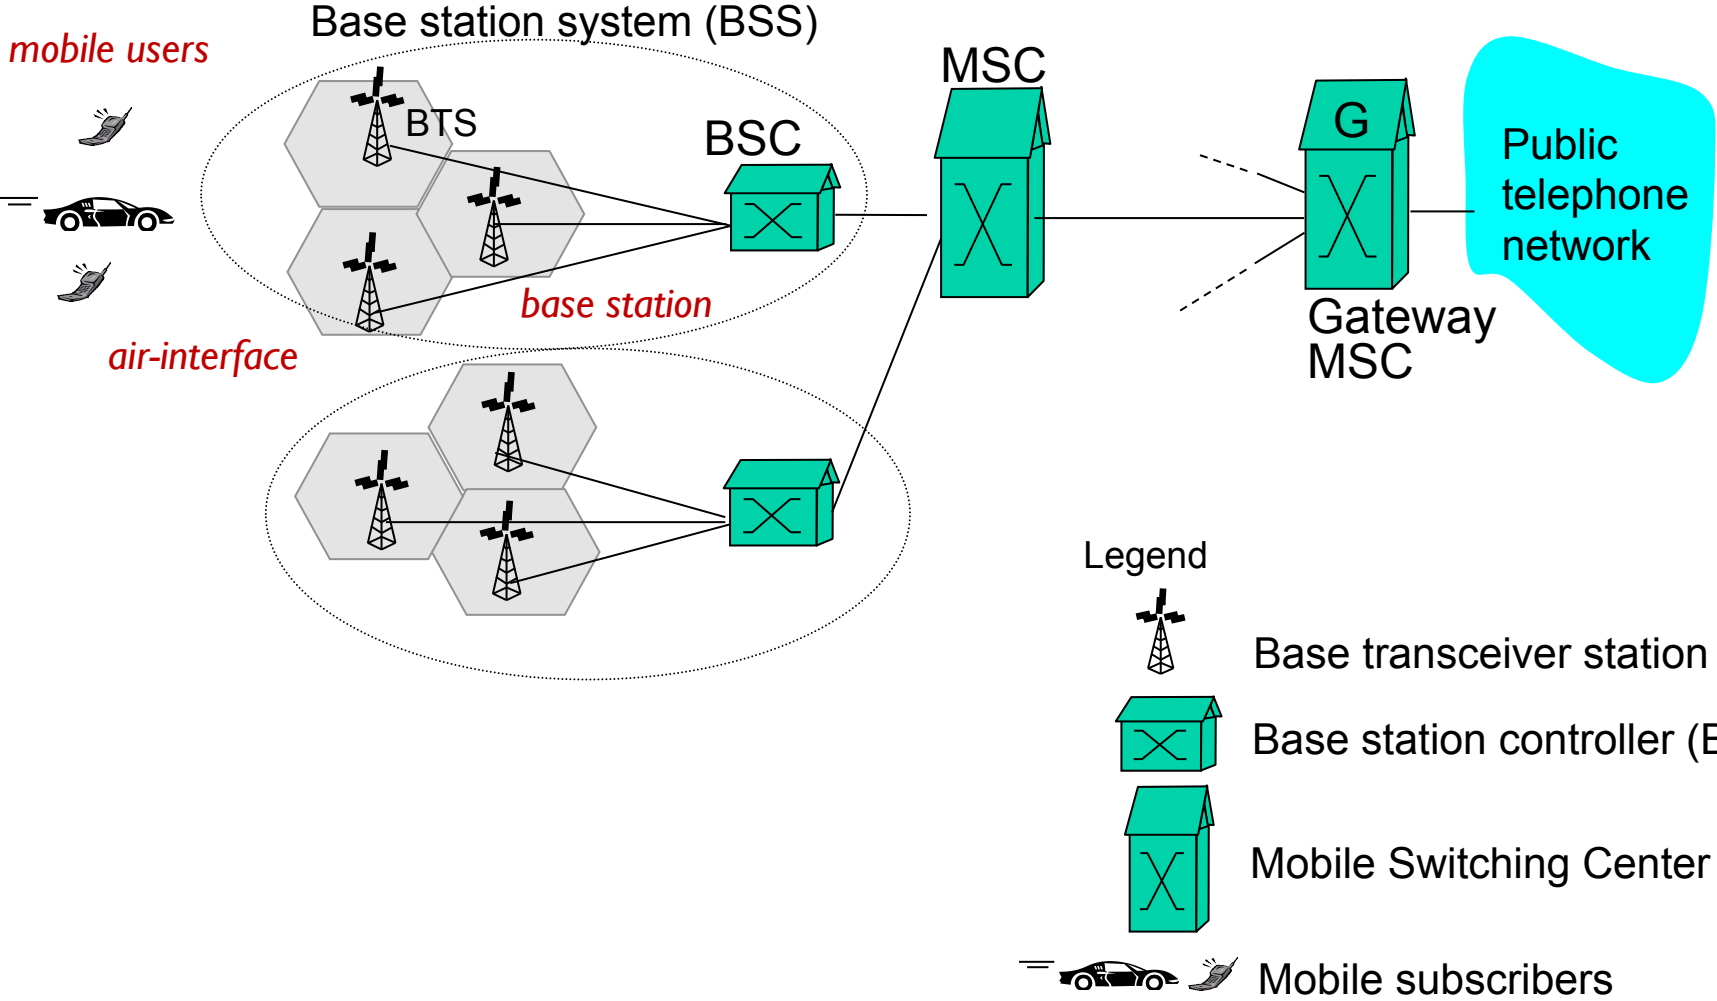 Base station system (BSS)
mobile users
MSC
BTS
BSC
G
Public
telephone
network
base station
Gateway
MSC
air-interface
Legend
Base transceiver station
Base station controller (B
Mobile Switching Center
Mobile subscribers